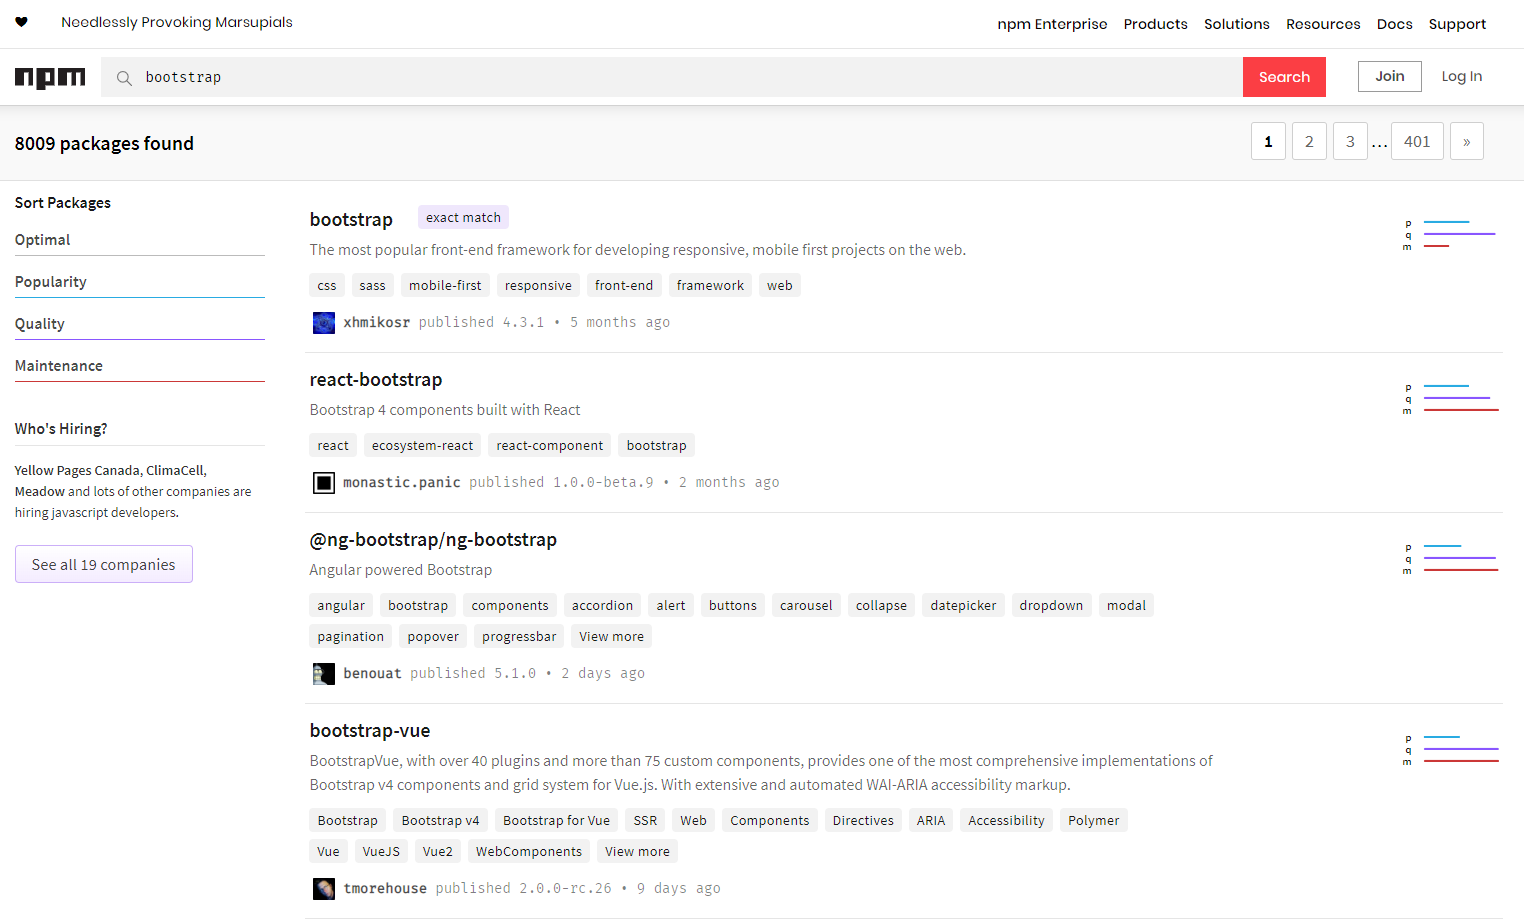 ❤ Needlessly Provoking Marsupials
npm Enterprise Products Solutions Resources Docs Support
npm bootstrap Search Join Log In
8009 packages found
1 2 3 ... 401 »
Sort Packages
Optimal
Popularity
Quality
Maintenance
Who's Hiring?
Yellow Pages Canada, ClimaCell,
Meadow and lots of other companies are
hiring javascript developers.
See all 19 companies
bootstrap exact match
The most popular front-end framework for developing responsive, mobile first projects on the web.
css sass mobile-first responsive front-end framework web
xhmikosr published 4.3.1 • 5 months ago
p
q
m
react-bootstrap
Bootstrap 4 components built with React
react ecosystem-react react-component bootstrap
monastic.panic published 1.0.0-beta.9 • 2 months ago
p
q
m
@ng-bootstrap/ng-bootstrap
Angular powered Bootstrap
angular bootstrap components accordion alert buttons carousel collapse datepicker dropdown modal
pagination popover progressbar View more
benouat published 5.1.0 • 2 days ago
p
q
m
bootstrap-vue
BootstrapVue, with over 40 plugins and more than 75 custom components, provides one of the most comprehensive implementations of
Bootstrap v4 components and grid system for Vue.js. With extensive and automated WAI-ARIA accessibility markup.
Bootstrap Bootstrap v4 Bootstrap for Vue SSR Web Components Directives ARIA Accessibility Polymer
Vue VueJS Vue2 WebComponents View more
tmorehouse published 2.0.0-rc.26 • 9 days ago
p
q
m